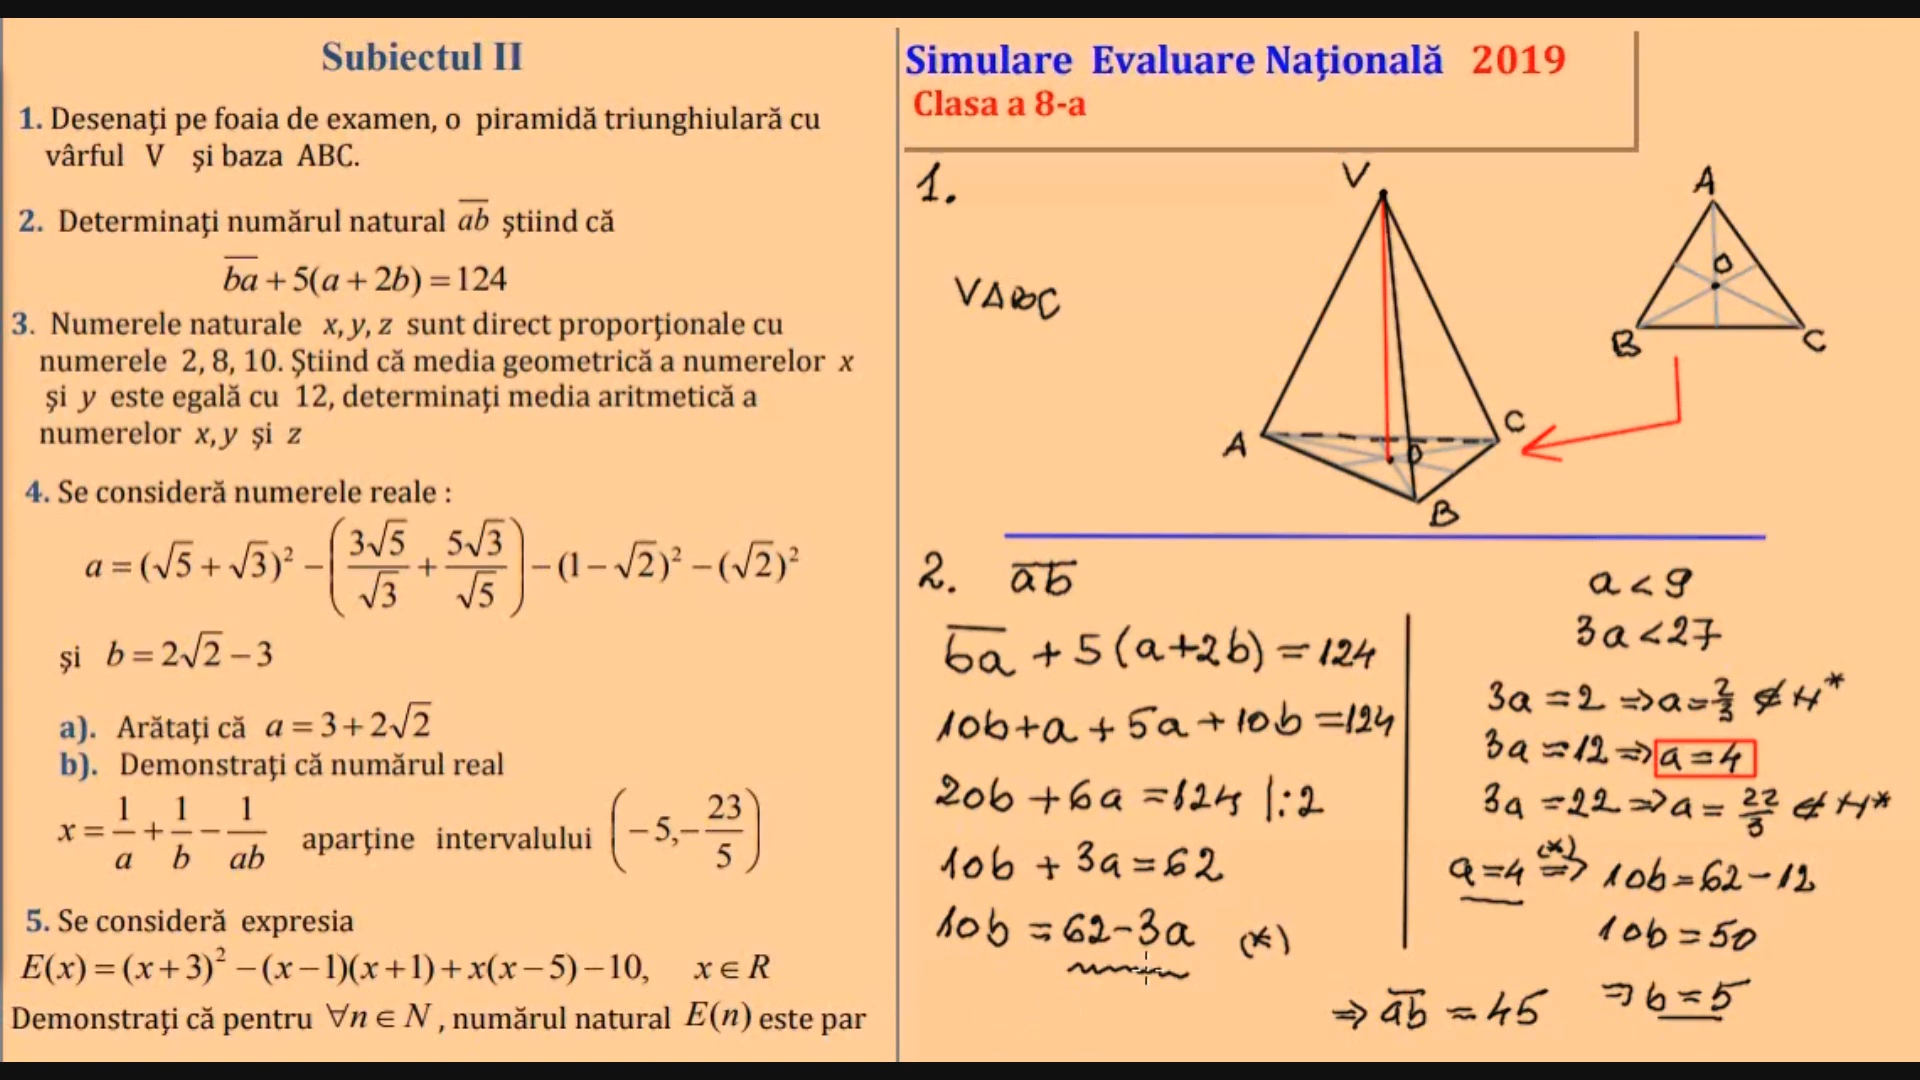 Subiectul II
1. Desenați pe foaia de examen, o piramidă triunghiulară cu
vârful V și baza ABC.
2. Determinați numărul natural a̅b̅ știind că
b̅a̅ + 5(a + 2b) = 124
3. Numerele naturale x, y, z sunt direct proporționale cu
numerele 2, 8, 10. Știind că media geometrică a numerelor x
și y este egală cu 12, determinați media aritmetică a
numerelor x, y și z
4. Se consideră numerele reale :
a = (√5 + √3)² − (3√5/√3 + 5√3/√5) − (1 − √2)² − (√2)²
și b = 2√2 − 3
a). Arătați că a = 3 + 2√2
b). Demonstrați că numărul real
x = 1/a + 1/b − 1/ab aparține intervalului (−5, −23/5)
5. Se consideră expresia
E(x) = (x + 3)² − (x − 1)(x + 1) + x(x − 5) − 10, x ∈ R
Demonstrați că pentru ∀n ∈ N, numărul natural E(n) este par
Simulare Evaluare Națională 2019
Clasa a 8-a
1.
VABC
V
A
B
C
O
A
B
C
O
2. a̅b̅
b̅a̅ + 5(a+2b) = 124
10b+a + 5a+10b = 124
20b + 6a = 124 |:2
10b + 3a = 62
10b = 62-3a (*)
a < 9
3a < 27
3a = 2 ⇒ a = 2/3 ∉ N*
3a = 12 ⇒ a = 4
3a = 22 ⇒ a = 22/3 ∉ N*
a=4 (*)⇒ 10b = 62-12
10b = 50
⇒ b = 5
⇒ a̅b̅ = 45